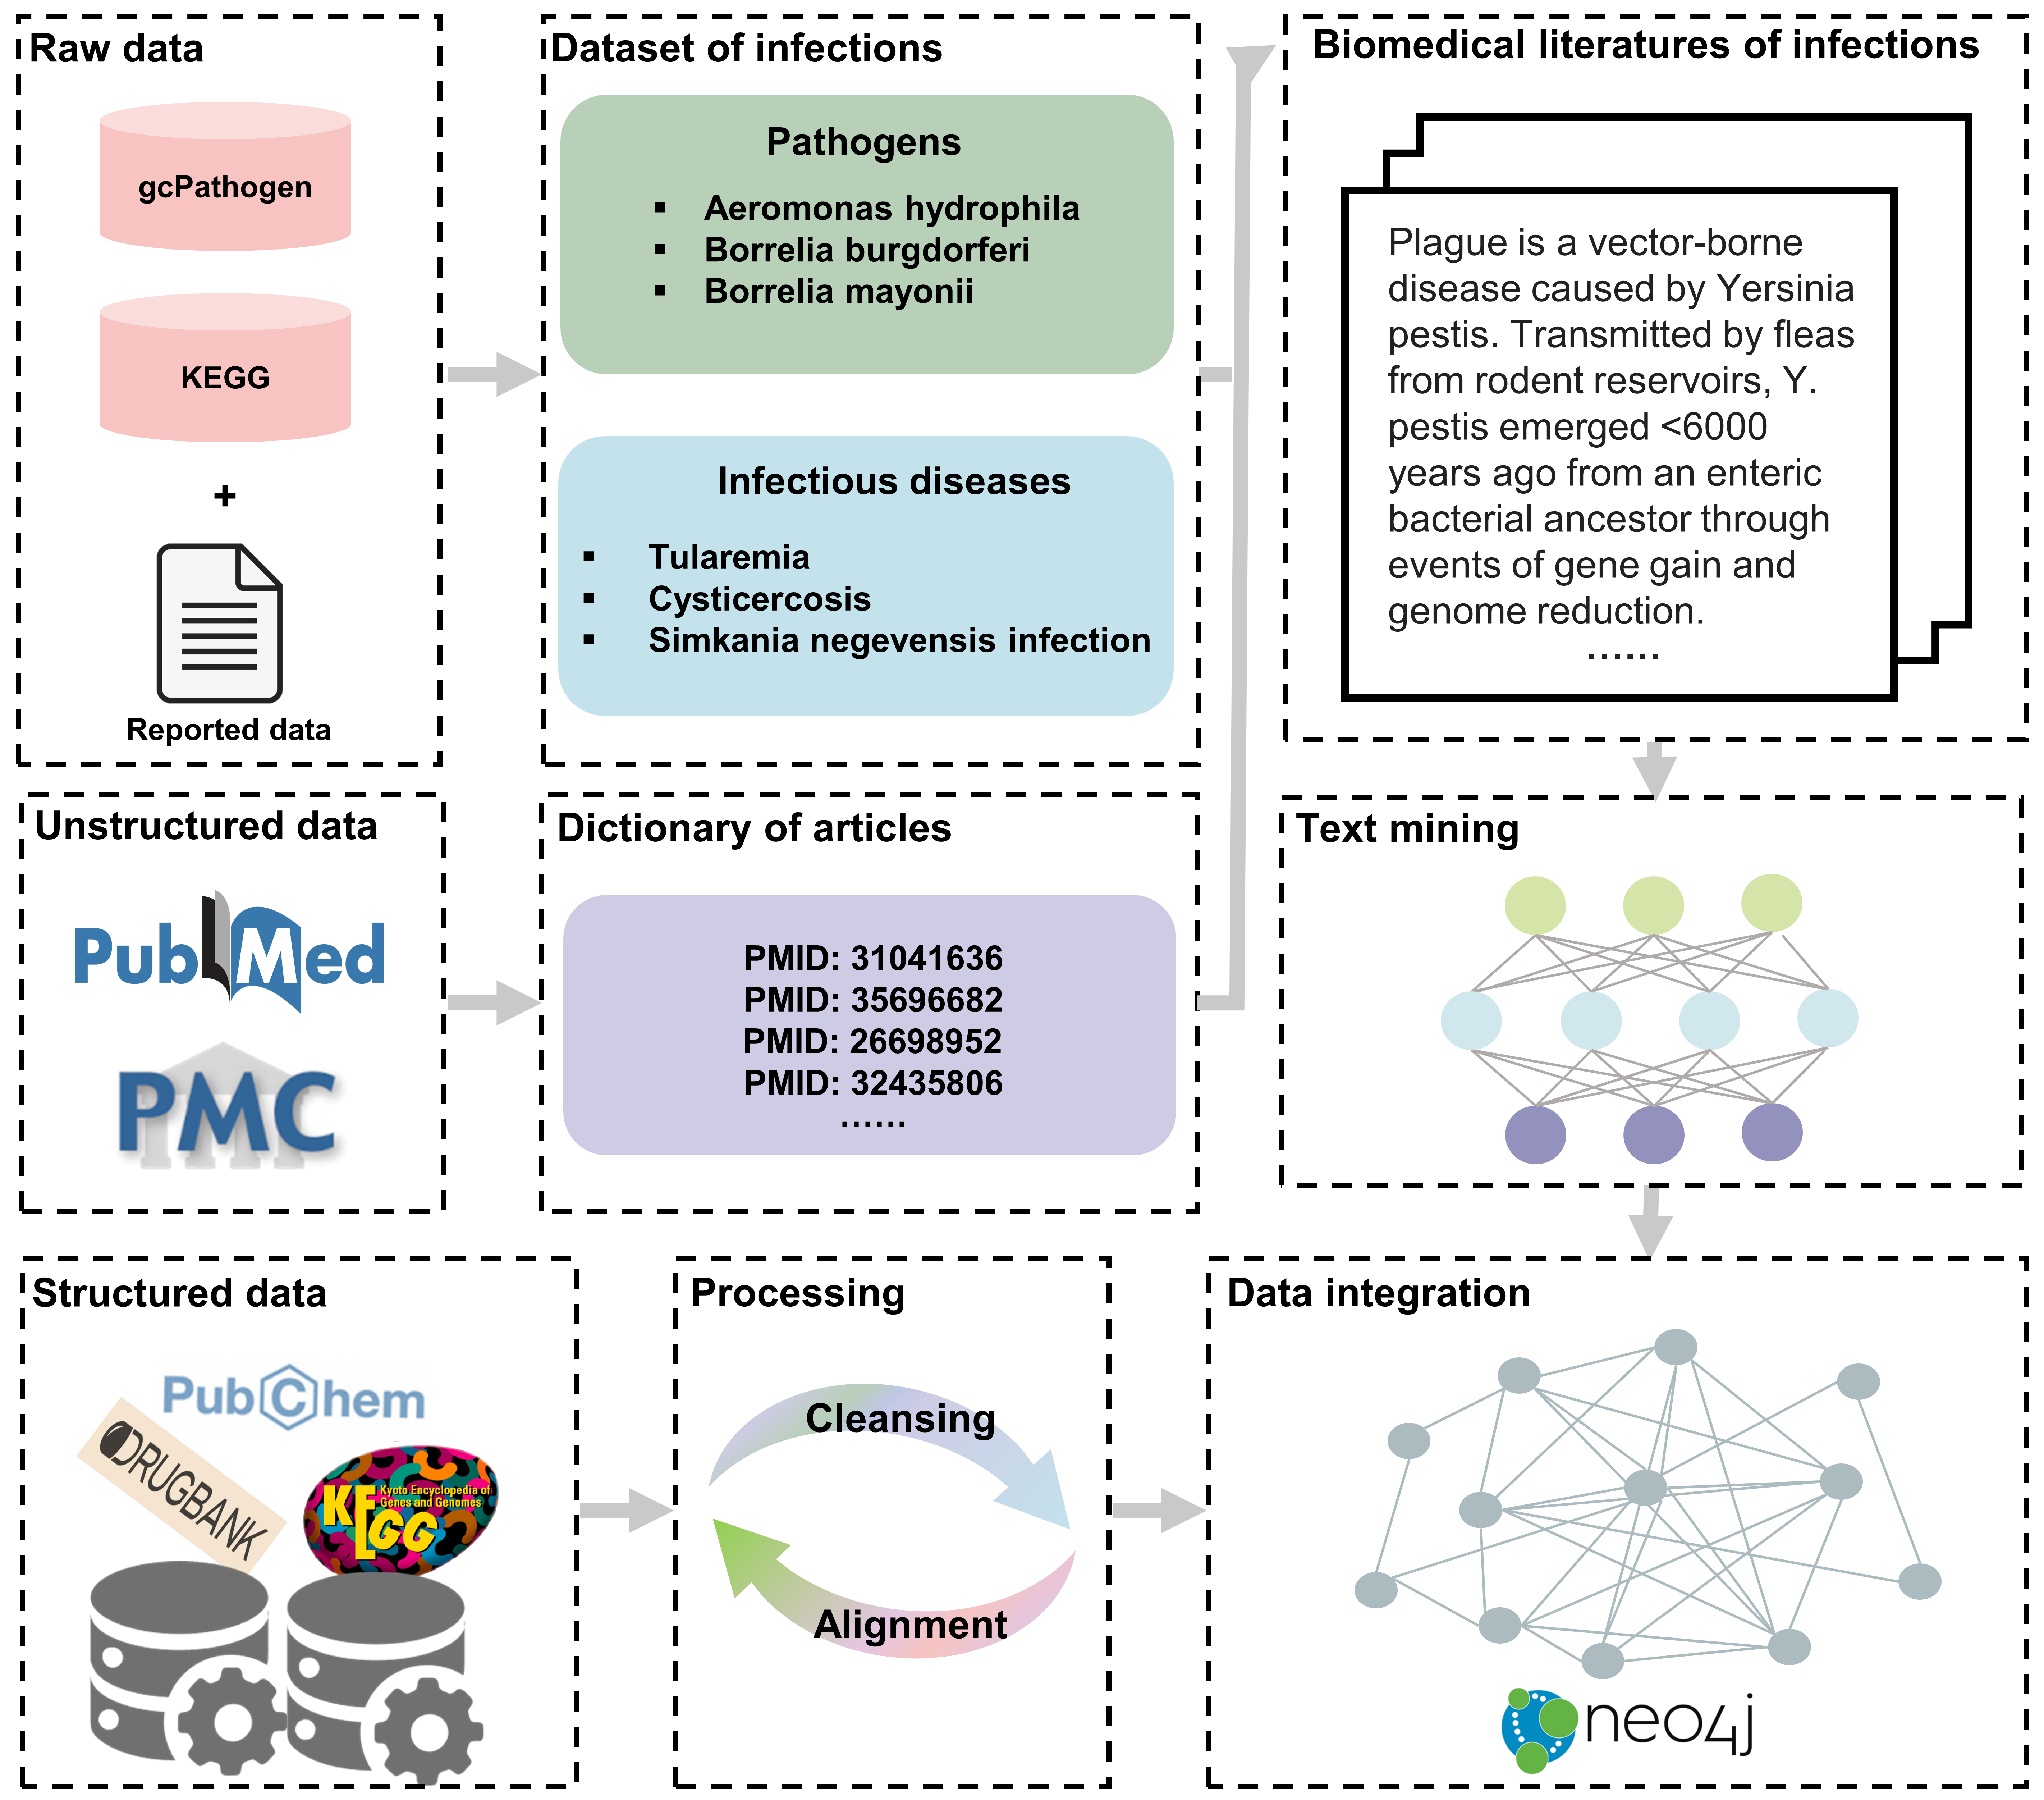 Raw data
gcPathogen
KEGG
+
Reported data
Dataset of infections
Pathogens
▪ Aeromonas hydrophila
▪ Borrelia burgdorferi
▪ Borrelia mayonii
Infectious diseases
▪ Tularemia
▪ Cysticercosis
▪ Simkania negevensis infection
Biomedical literatures of infections
Plague is a vector-borne
disease caused by Yersinia
pestis. Transmitted by fleas
from rodent reservoirs, Y.
pestis emerged <6000
years ago from an enteric
bacterial ancestor through
events of gene gain and
genome reduction.
......
Unstructured data
PubMed
PMC
Dictionary of articles
PMID: 31041636
PMID: 35696682
PMID: 26698952
PMID: 32435806
......
Text mining
Structured data
PubChem
DRUGBANK
KEGG
Kyoto Encyclopedia of
Genes and Genomes
Processing
Cleansing
Alignment
Data integration
neo4j